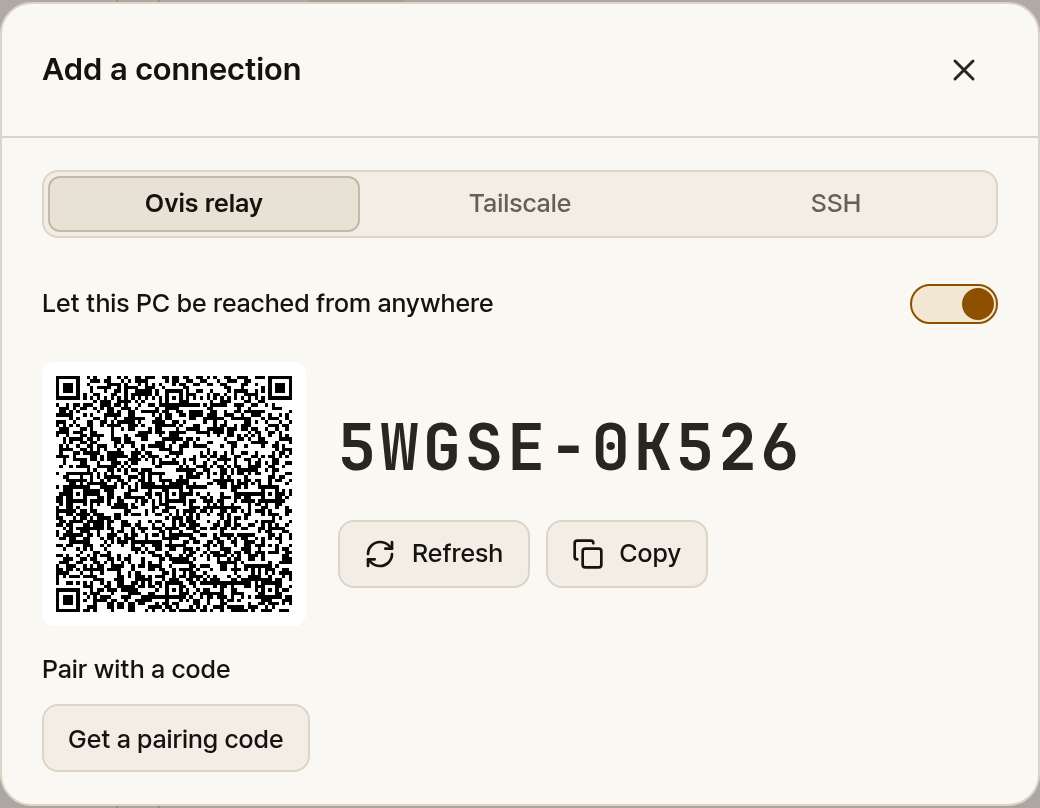 Add a connection
Ovis relay
Tailscale
SSH
Let this PC be reached from anywhere
5WGSE-0K526
Refresh
Copy
Pair with a code
Get a pairing code